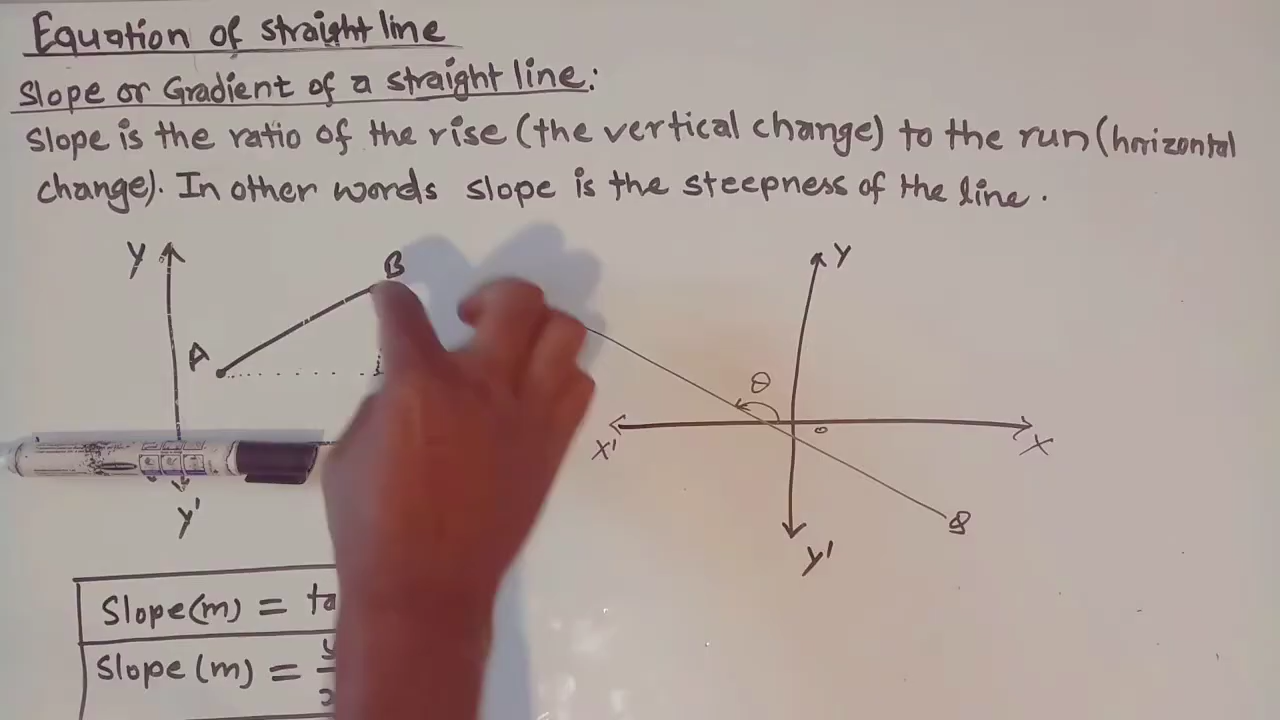 Equation of straight line
Slope or Gradient of a straight line:
Slope is the ratio of the rise (the vertical change) to the run (horizontal
change). In other words slope is the steepness of the line.
Y
B
A
Y'
Y
θ
X'
o
X
Y'
Slope(m) =
Slope (m) =